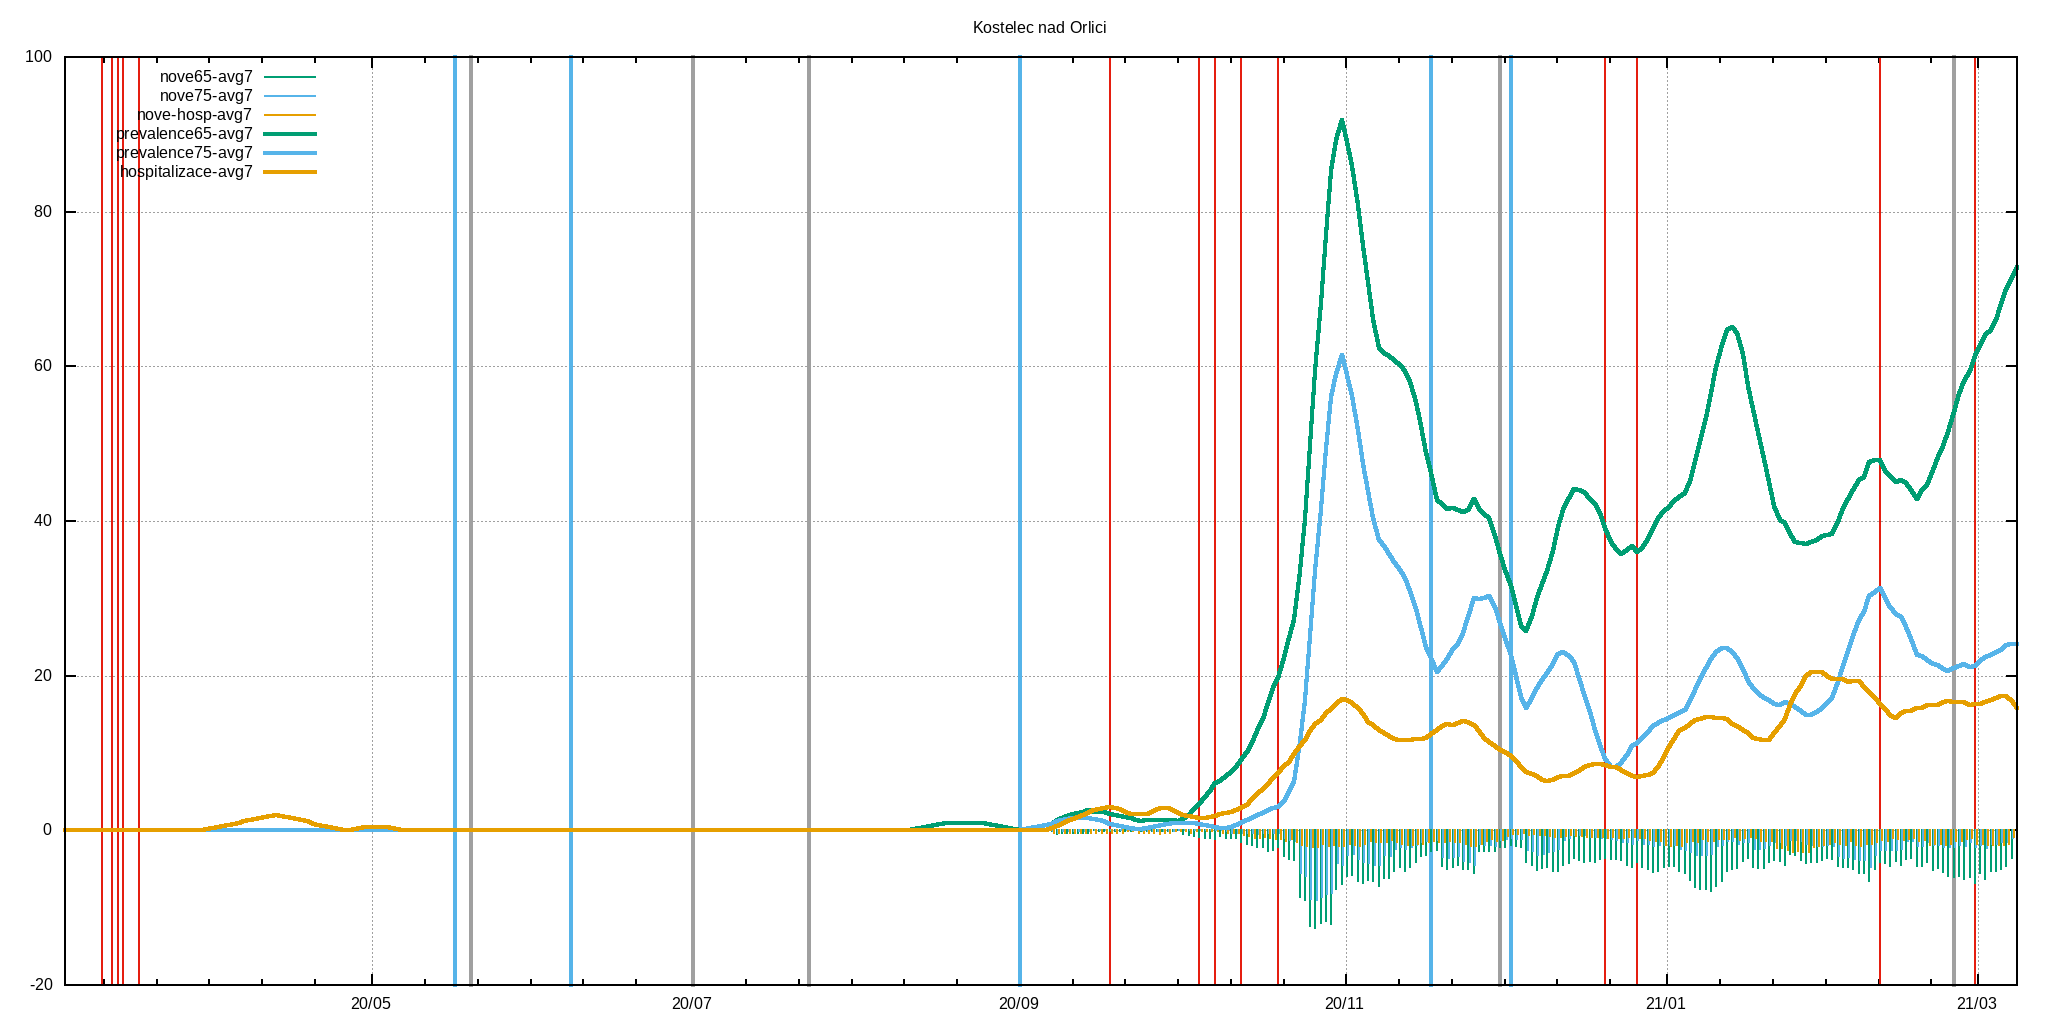 Kostelec nad Orlici
100
nove65-avg7
nove75-avg7
nove-hosp-avg7
prevalence65-avg7
prevalence75-avg7
hospitalizace-avg7
80
60
40
20
0
-20
20/05 20/07 20/09 20/11 21/01 21/03